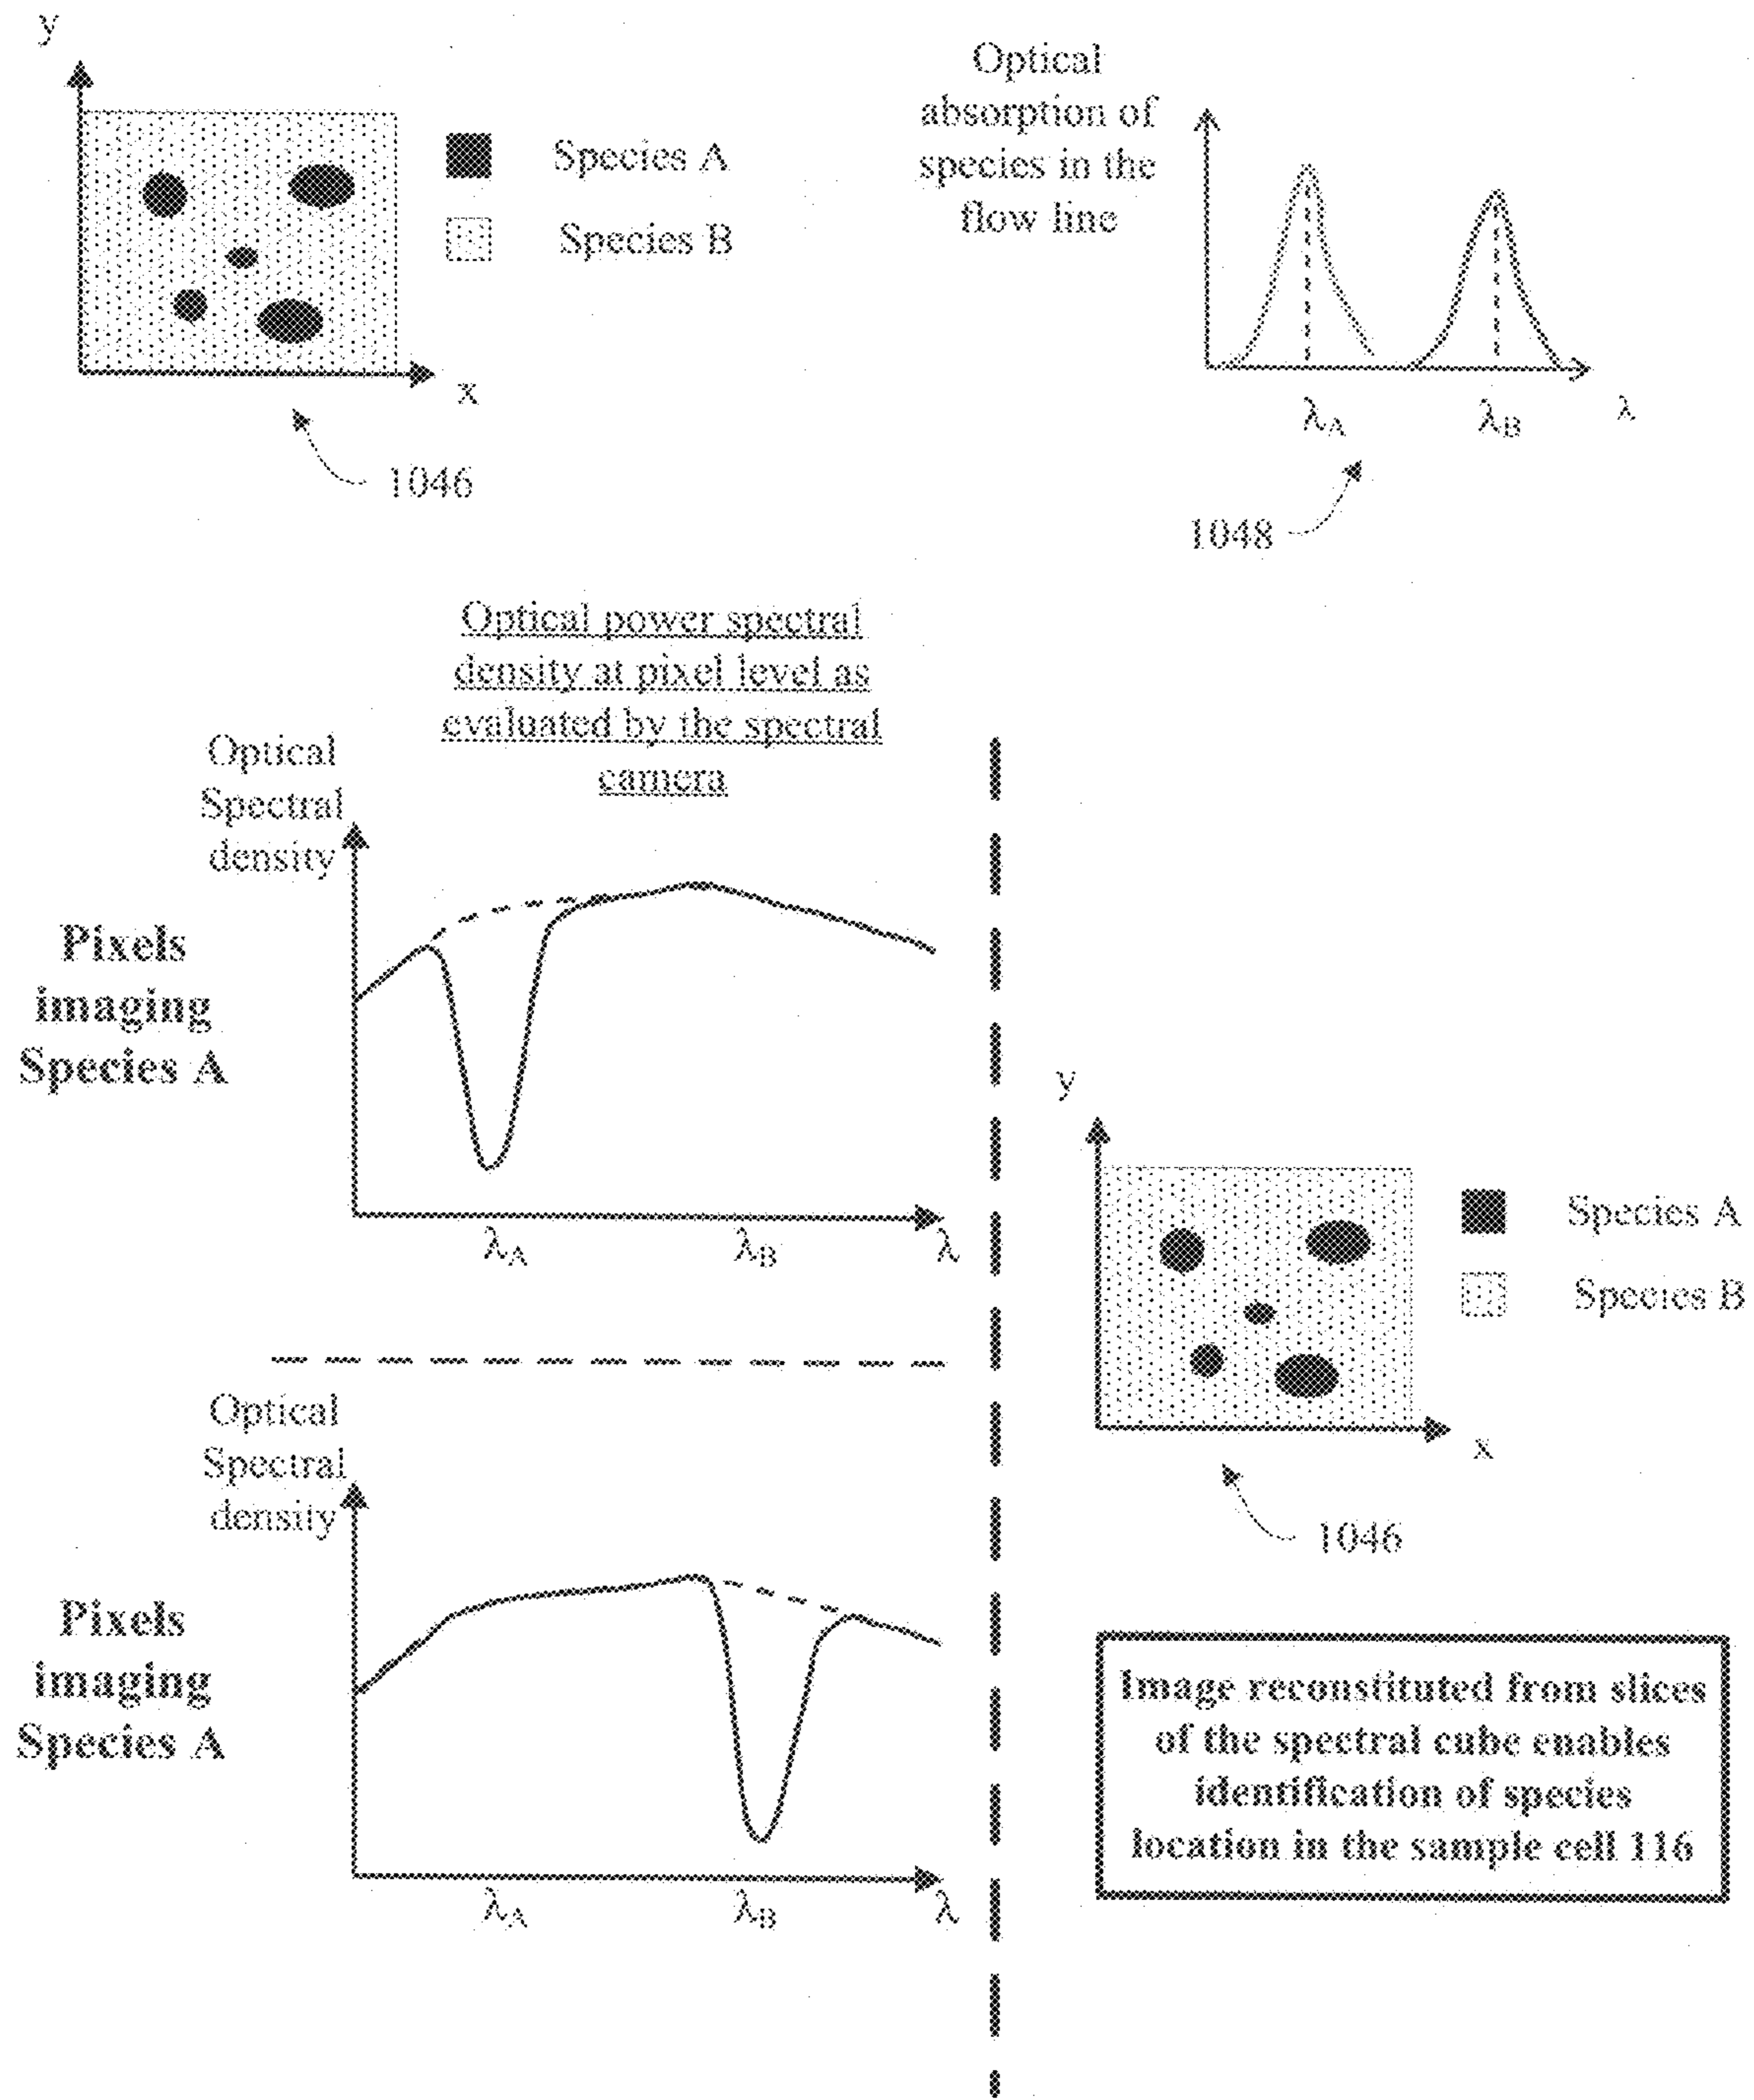 y
Species A
Species B
x
1046
Optical
absorption of
species in the
flow line
λA
λB
λ
1048
Optical power spectral
density at pixel level as
evaluated by the spectral
camera
Optical
Spectral
density
Pixels
imaging
Species A
λA
λB
λ
Optical
Spectral
density
Pixels
imaging
Species A
λA
λB
λ
y
Species A
Species B
x
1046
Image reconstituted from slices
of the spectral cube enables
identification of species
location in the sample cell 116